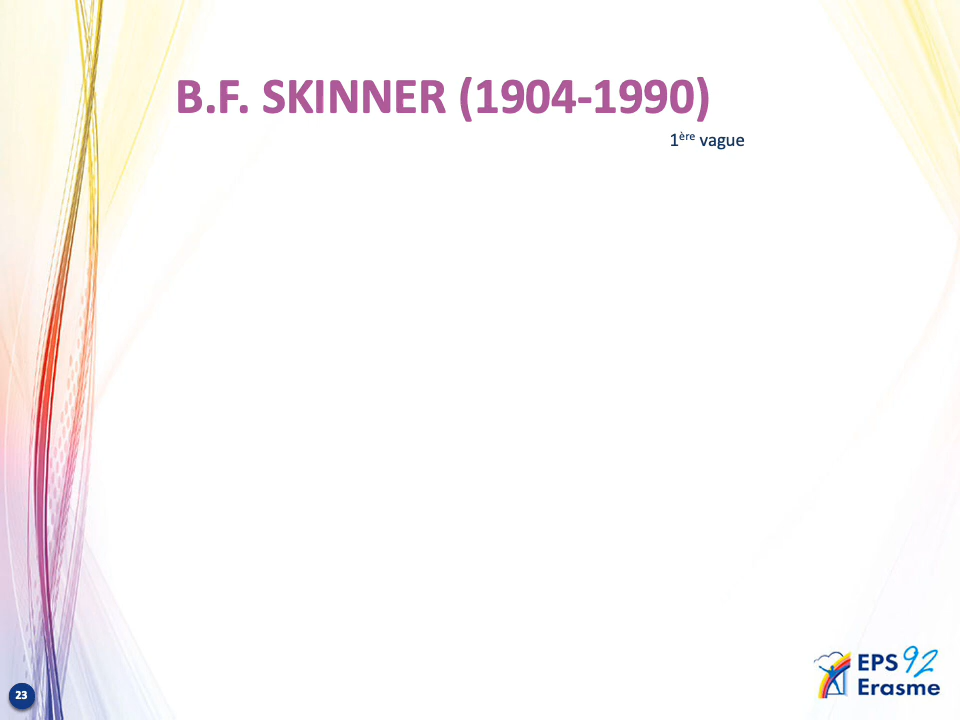 B.F. SKINNER (1904-1990)
1ère vague
23
EPS 92
Erasme